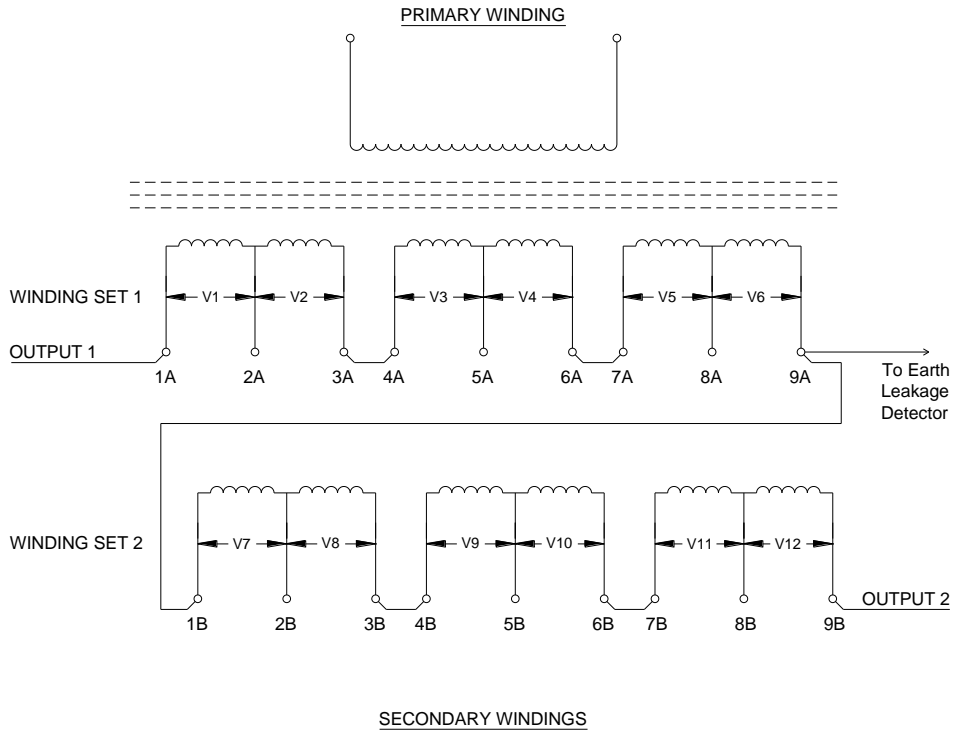 PRIMARY WINDING
WINDING SET 1
V1 V2 V3 V4 V5 V6
OUTPUT 1
1A 2A 3A 4A 5A 6A 7A 8A 9A
To Earth
Leakage
Detector
WINDING SET 2
V7 V8 V9 V10 V11 V12
OUTPUT 2
1B 2B 3B 4B 5B 6B 7B 8B 9B
SECONDARY WINDINGS